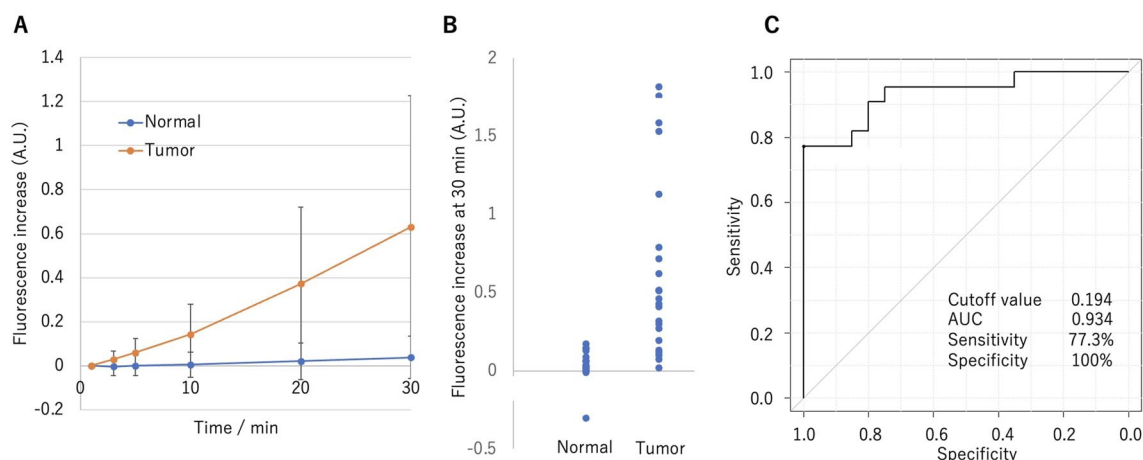 A
Fluorescence increase (A.U.)
1.4
1.2
1
0.8
0.6
0.4
0.2
0
-0.2
Normal
Tumor
0
10
20
30
Time / min
B
Fluorescence increase at 30 min (A.U.)
2
1.5
1
0.5
0
-0.5
Normal
Tumor
C
Sensitivity
1.0
0.8
0.6
0.4
0.2
0.0
Cutoff value 0.194
AUC 0.934
Sensitivity 77.3%
Specificity 100%
1.0
0.8
0.6
0.4
0.2
0.0
Specificity